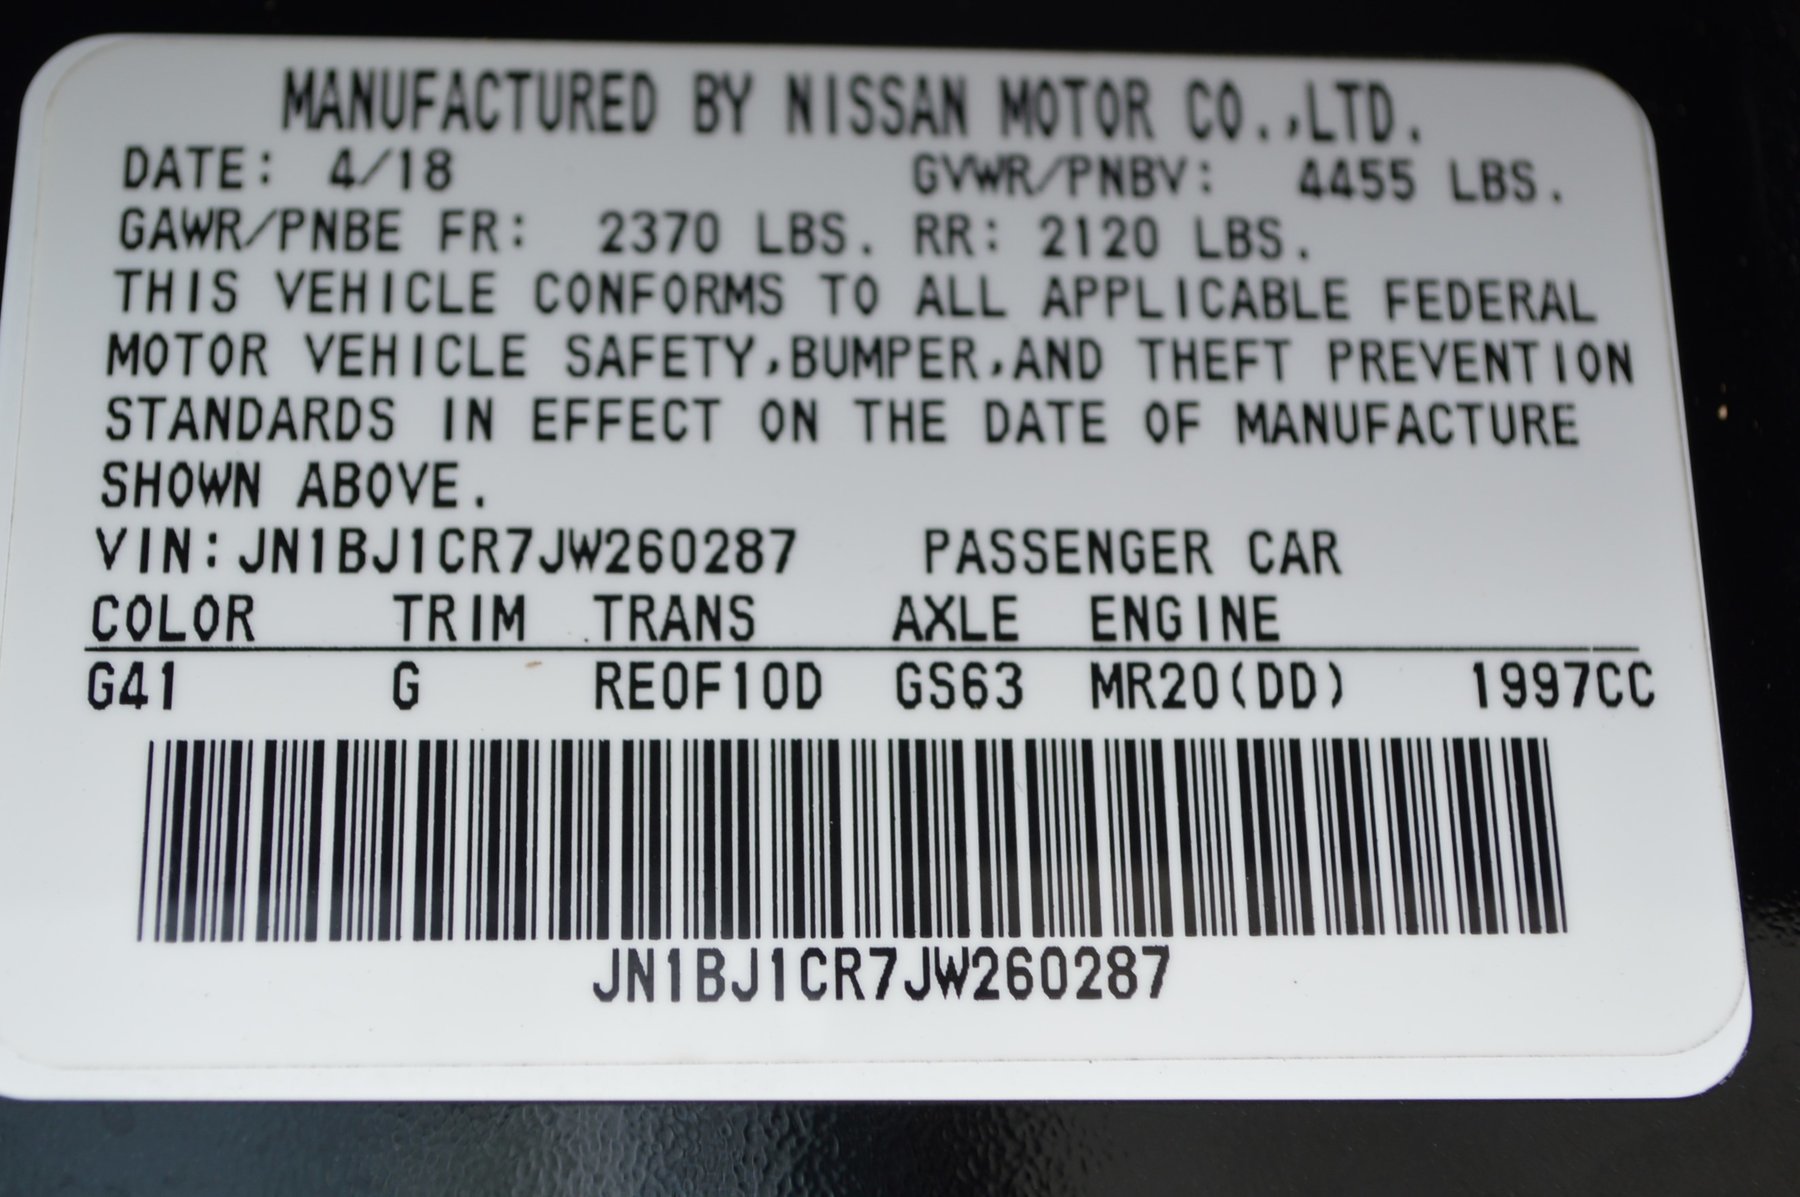 MANUFACTURED BY NISSAN MOTOR CO.,LTD.
DATE: 4/18 GVWR/PNBV: 4455 LBS.
GAWR/PNBE FR: 2370 LBS. RR: 2120 LBS.
THIS VEHICLE CONFORMS TO ALL APPLICABLE FEDERAL
MOTOR VEHICLE SAFETY,BUMPER,AND THEFT PREVENTION
STANDARDS IN EFFECT ON THE DATE OF MANUFACTURE
SHOWN ABOVE.
VIN:JN1BJ1CR7JW260287 PASSENGER CAR
COLOR TRIM TRANS AXLE ENGINE
G41 G RE0F10D GS63 MR20(DD) 1997CC
JN1BJ1CR7JW260287